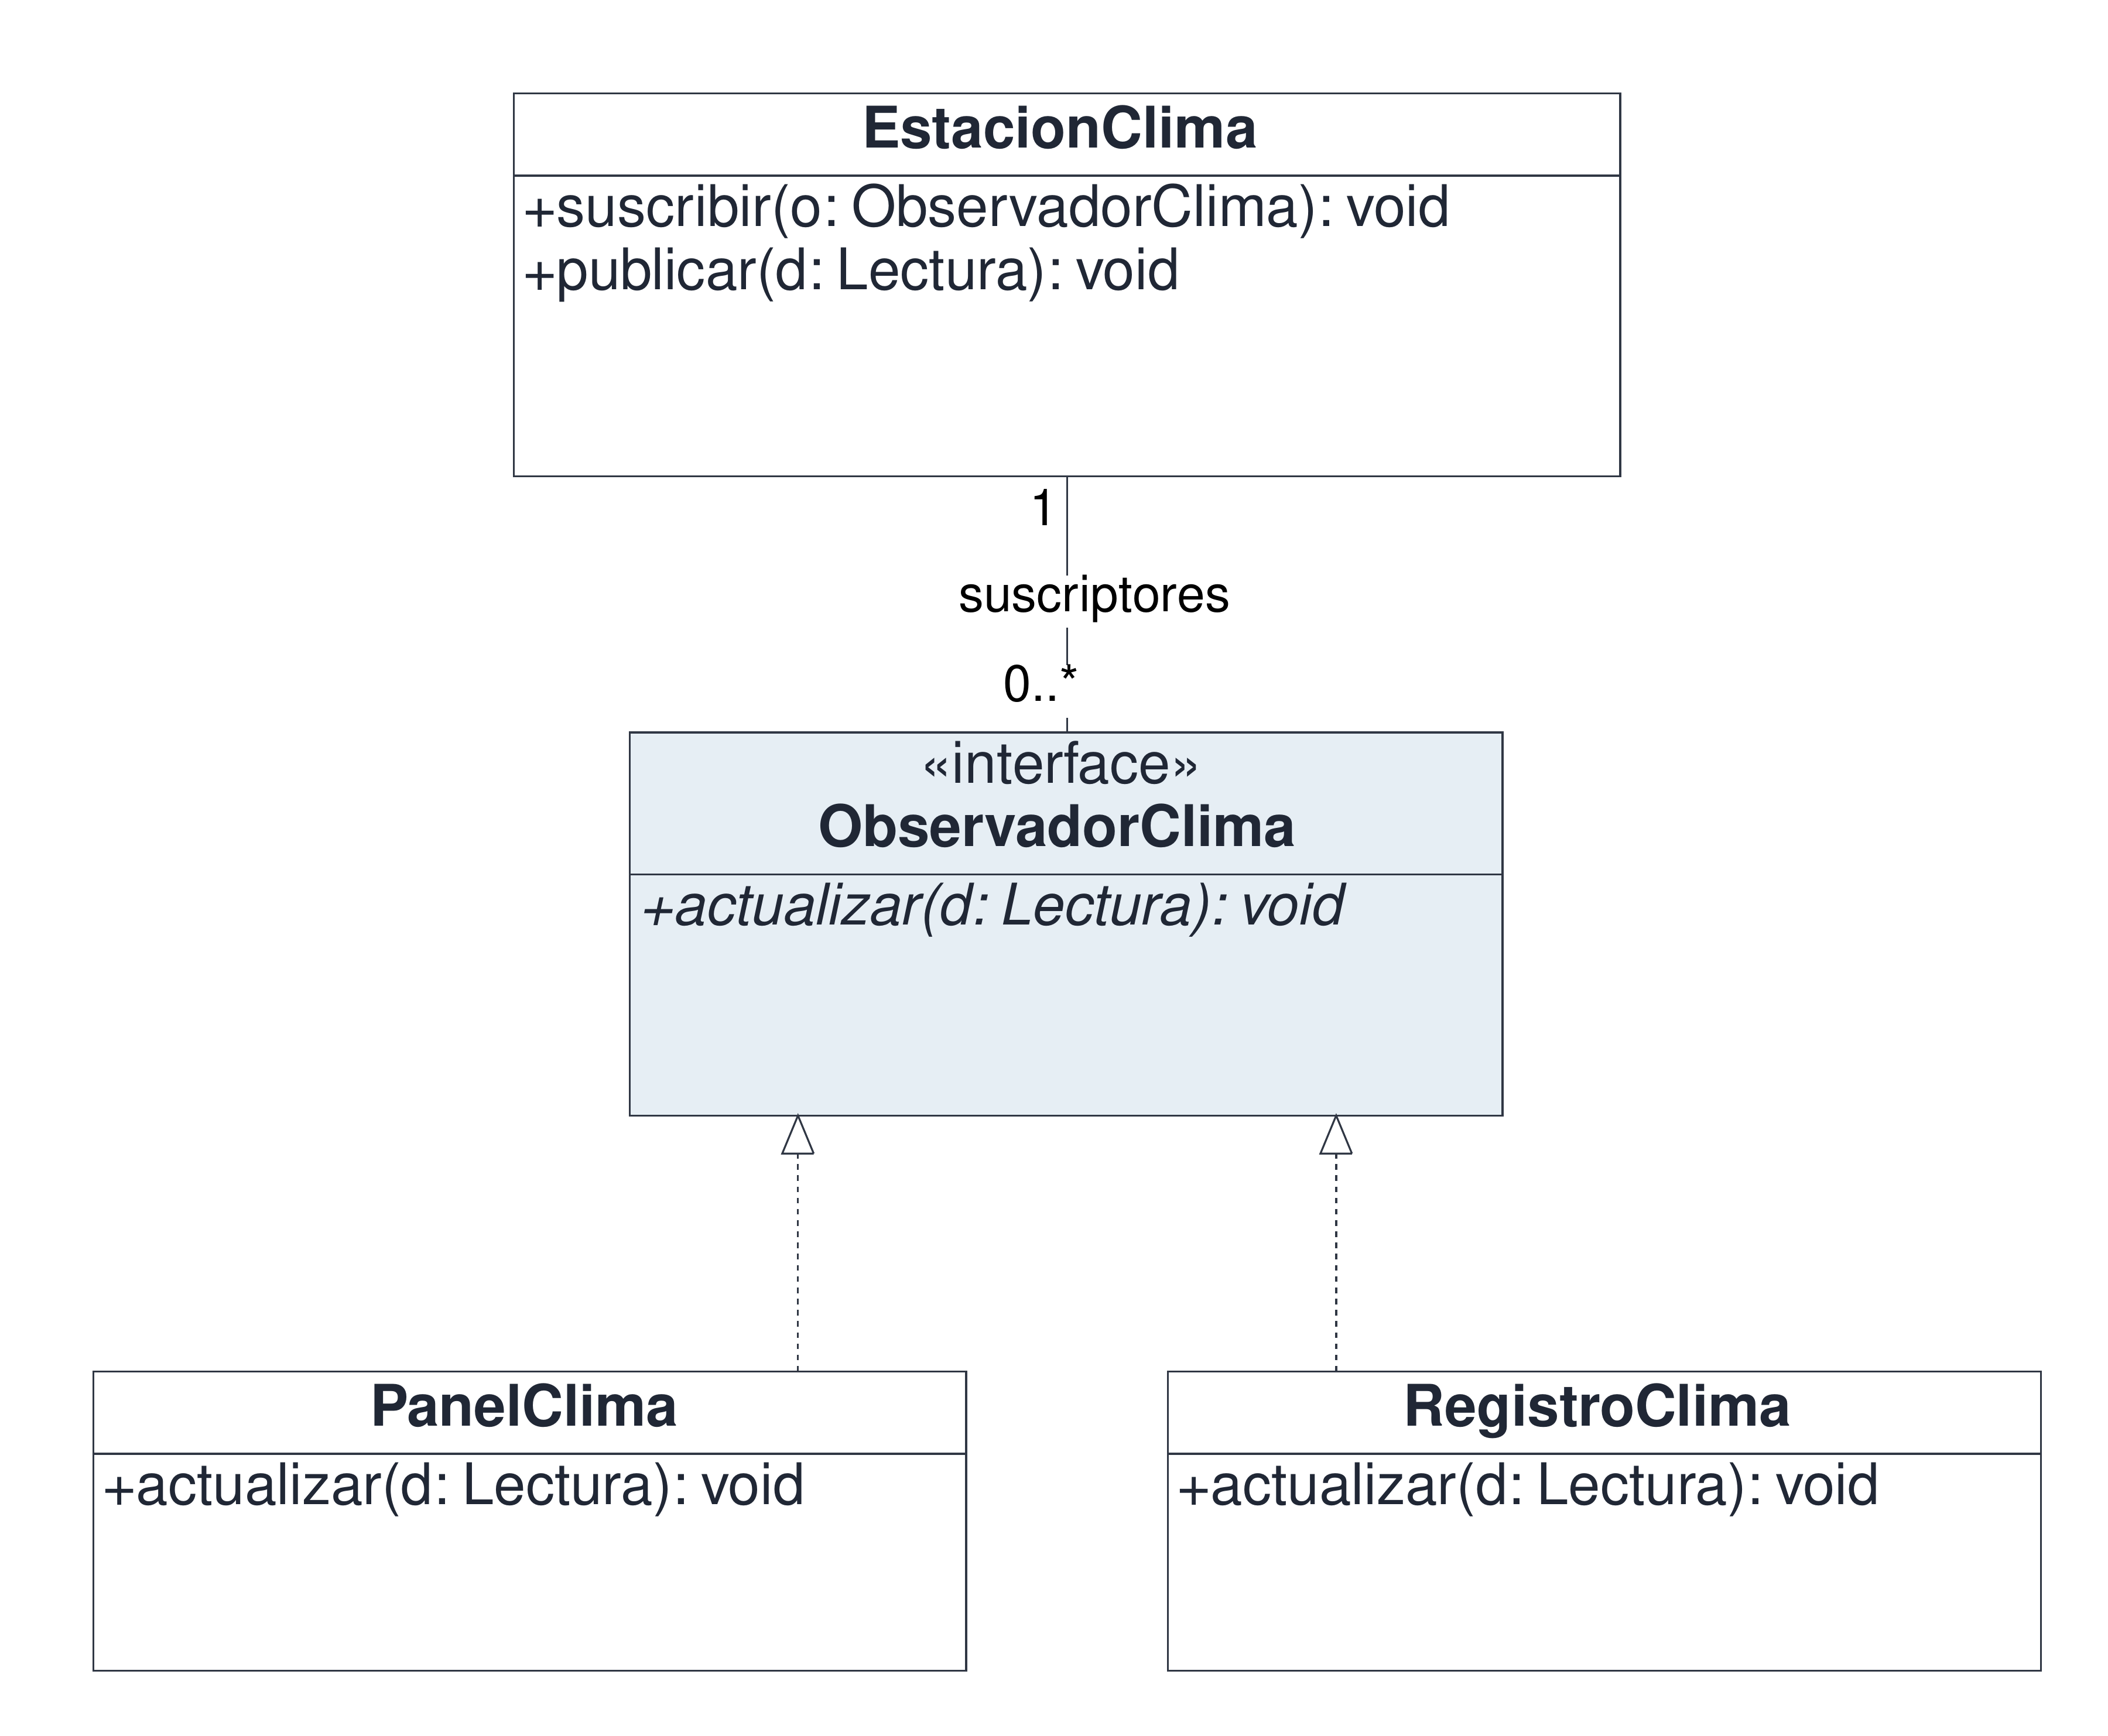 EstacionClima
+suscribir(o: ObservadorClima): void
+publicar(d: Lectura): void
1
suscriptores
0..*
«interface»
ObservadorClima
+actualizar(d: Lectura): void
PanelClima
+actualizar(d: Lectura): void
RegistroClima
+actualizar(d: Lectura): void